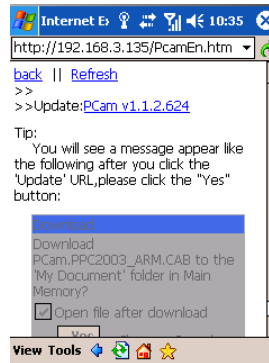 Internet E 10:35
http://192.168.3.135/PcamEn.htm
back || Refresh
>>
>>Update:PCam v1.1.2.624
Tip:
You will see a message appear like
the following after you click the
'Update' URL,please click the "Yes"
button:
Download
Download
PCam.PPC2003_ARM.CAB to the
'My Document' folder in Main
Memory?
Open file after download
Yes
View Tools